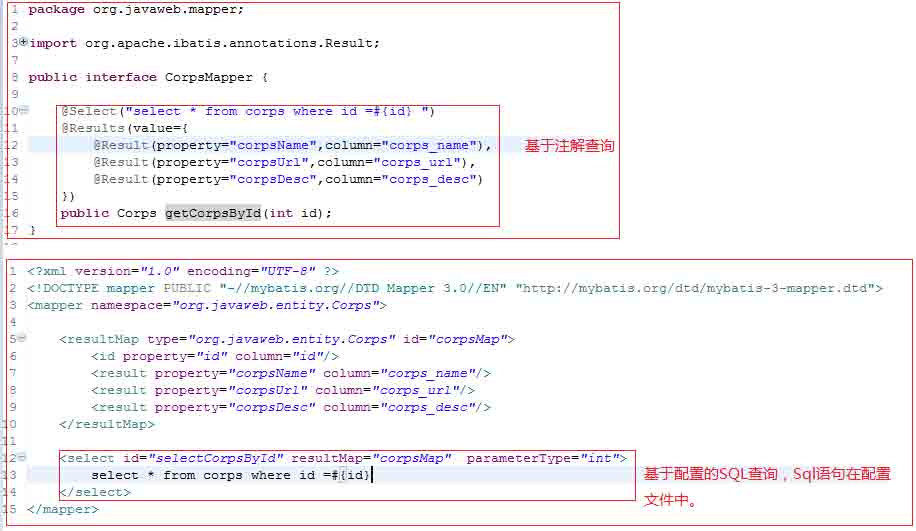 1 package org.javaweb.mapper;
2
3 import org.apache.ibatis.annotations.Result;
7
8 public interface CorpsMapper {
9
10 @Select("select * from corps where id =#{id} ")
11 @Results(value={
12 @Result(property="corpsName",column="corps_name"), 基于注解查询
13 @Result(property="corpsUrl",column="corps_url"),
14 @Result(property="corpsDesc",column="corps_desc")
15 })
16 public Corps getCorpsById(int id);
17 }
1 <?xml version="1.0" encoding="UTF-8" ?>
2 <!DOCTYPE mapper PUBLIC "-//mybatis.org//DTD Mapper 3.0//EN" "http://mybatis.org/dtd/mybatis-3-mapper.dtd">
3 <mapper namespace="org.javaweb.entity.Corps">
4
5 <resultMap type="org.javaweb.entity.Corps" id="corpsMap">
6 <id property="id" column="id"/>
7 <result property="corpsName" column="corps_name"/>
8 <result property="corpsUrl" column="corps_url"/>
9 <result property="corpsDesc" column="corps_desc"/>
10 </resultMap>
11
12 <select id="selectCorpsById" resultMap="corpsMap" parameterType="int">
13 select * from corps where id =#{id}
14 </select>
15 </mapper>
基于配置的SQL查询，Sql语句在配置
文件中。